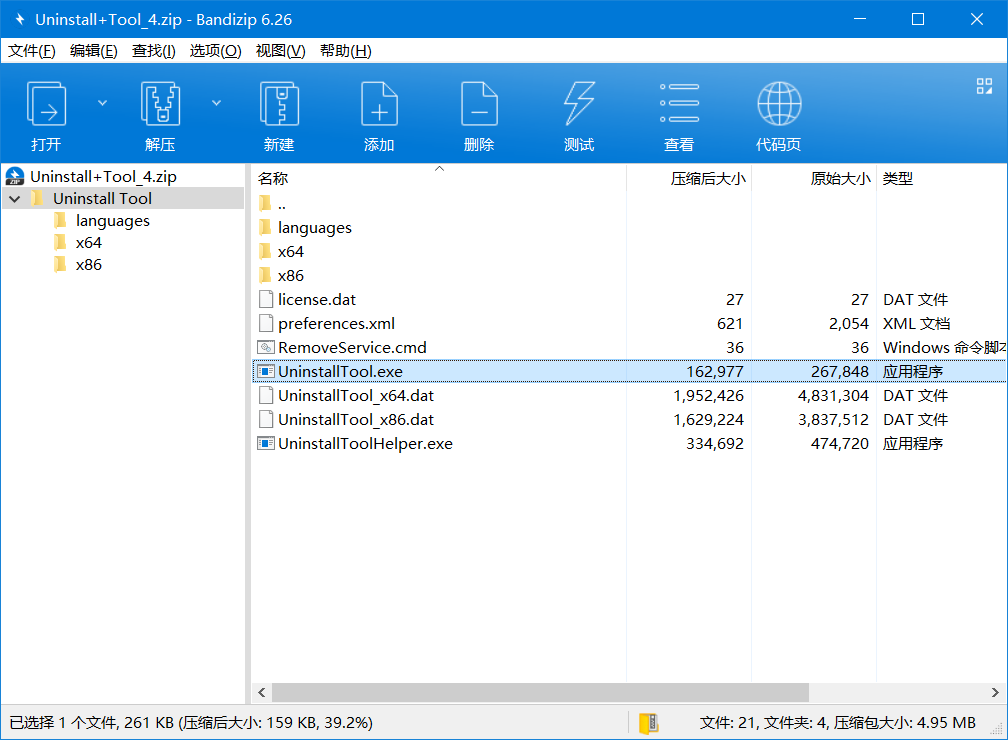 Uninstall+Tool_4.zip - Bandizip 6.26
文件(F) 编辑(E) 查找(I) 选项(O) 视图(V) 帮助(H)
打开 解压 新建 添加 删除 测试 查看 代码页
Uninstall+Tool_4.zip
Uninstall Tool
languages
x64
x86
名称 压缩后大小 原始大小 类型
..
languages
x64
x86
license.dat 27 27 DAT 文件
preferences.xml 621 2,054 XML 文档
RemoveService.cmd 36 36 Windows 命令脚本
UninstallTool.exe 162,977 267,848 应用程序
UninstallTool_x64.dat 1,952,426 4,831,304 DAT 文件
UninstallTool_x86.dat 1,629,224 3,837,512 DAT 文件
UninstallToolHelper.exe 334,692 474,720 应用程序
已选择 1 个文件, 261 KB (压缩后大小: 159 KB, 39.2%) 文件: 21, 文件夹: 4, 压缩包大小: 4.95 MB